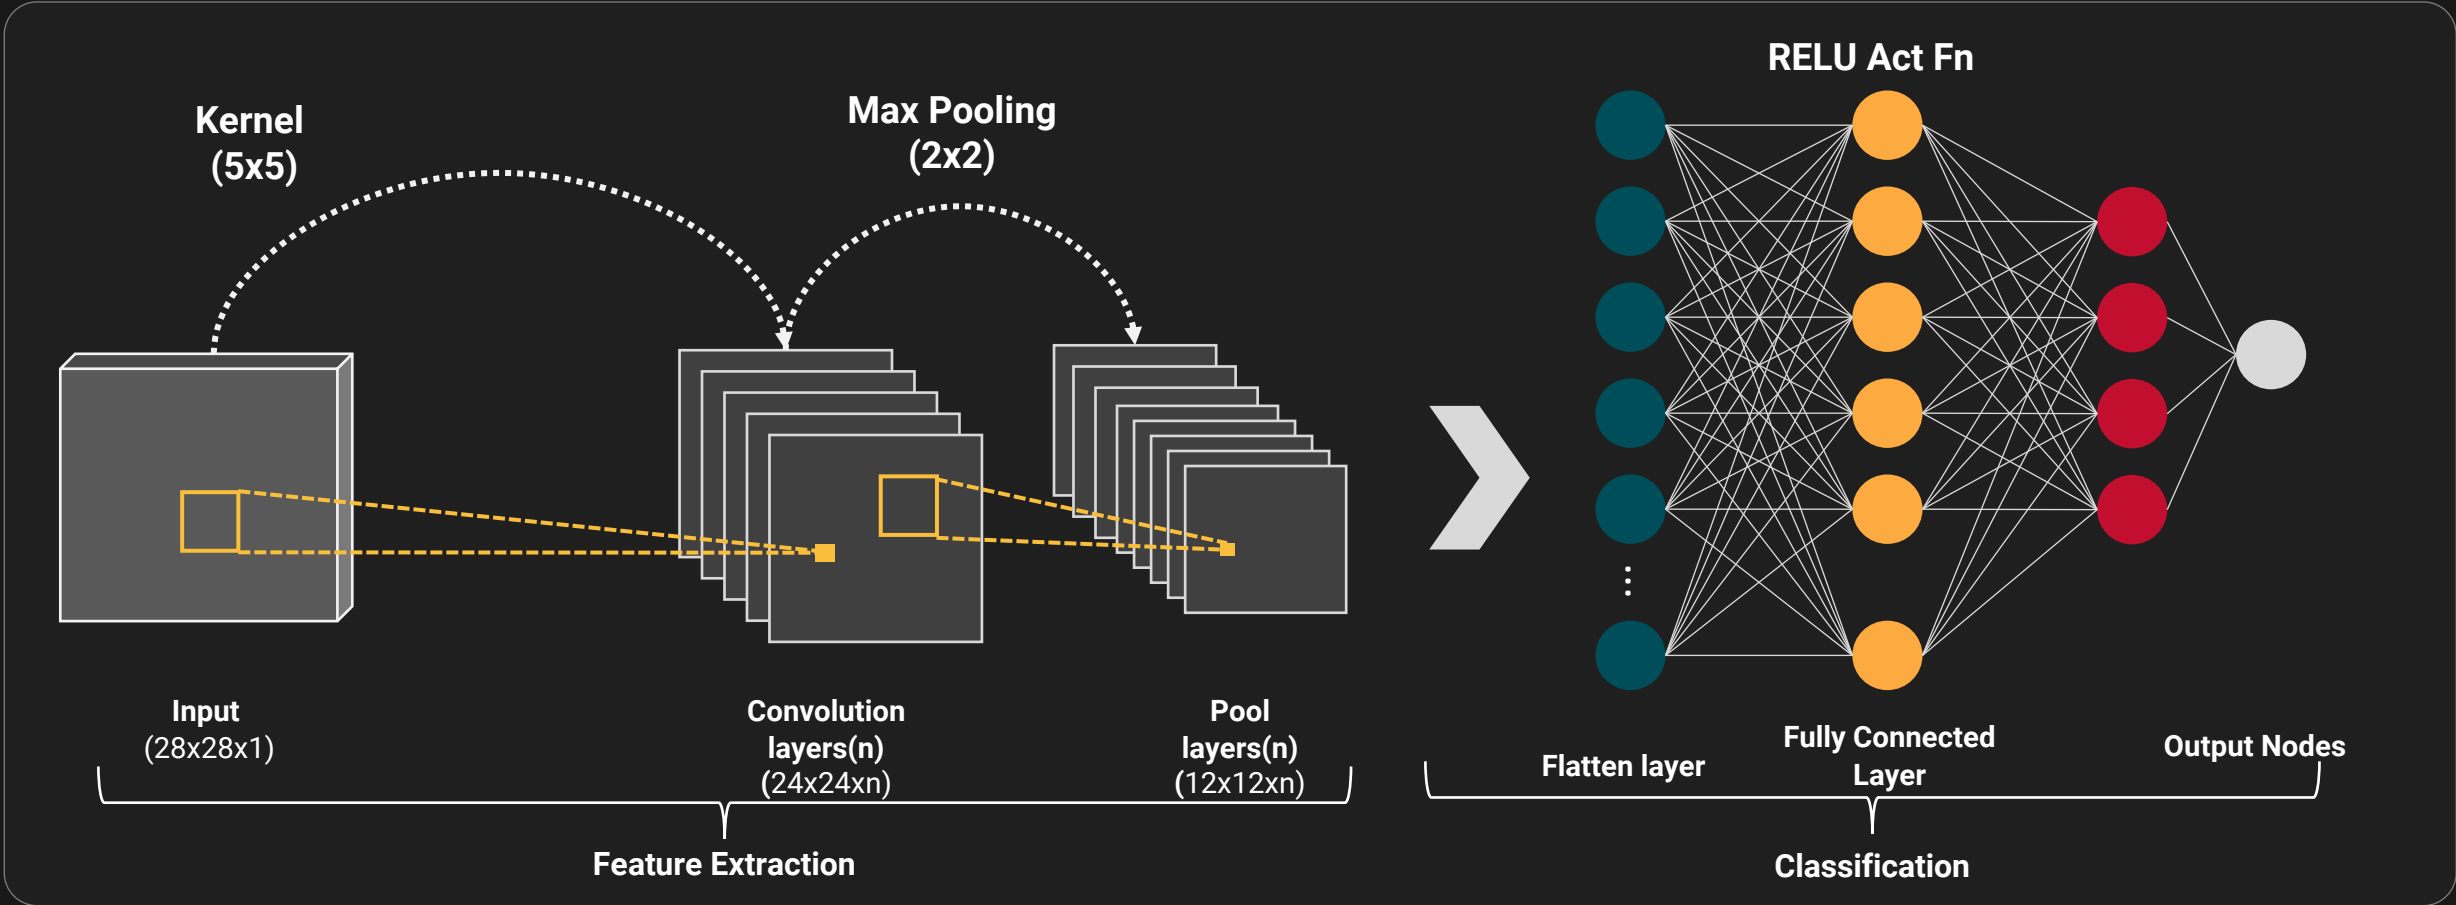 Kernel
(5x5)
Max Pooling
(2x2)
RELU Act Fn
Input
(28x28x1)
Convolution
layers(n)
(24x24xn)
Pool
layers(n)
(12x12xn)
Feature Extraction
Flatten layer
Fully Connected
Layer
Output Nodes
Classification